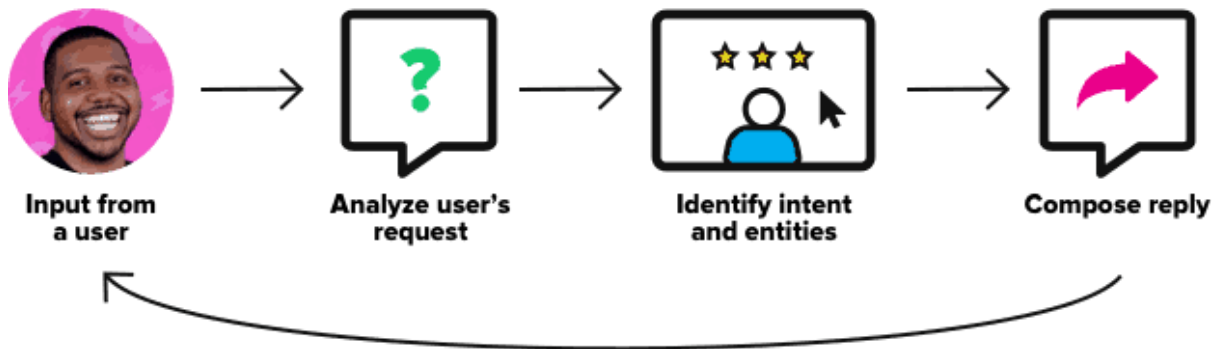 Input from
a user
Analyze user’s
request
Identify intent
and entities
Compose reply